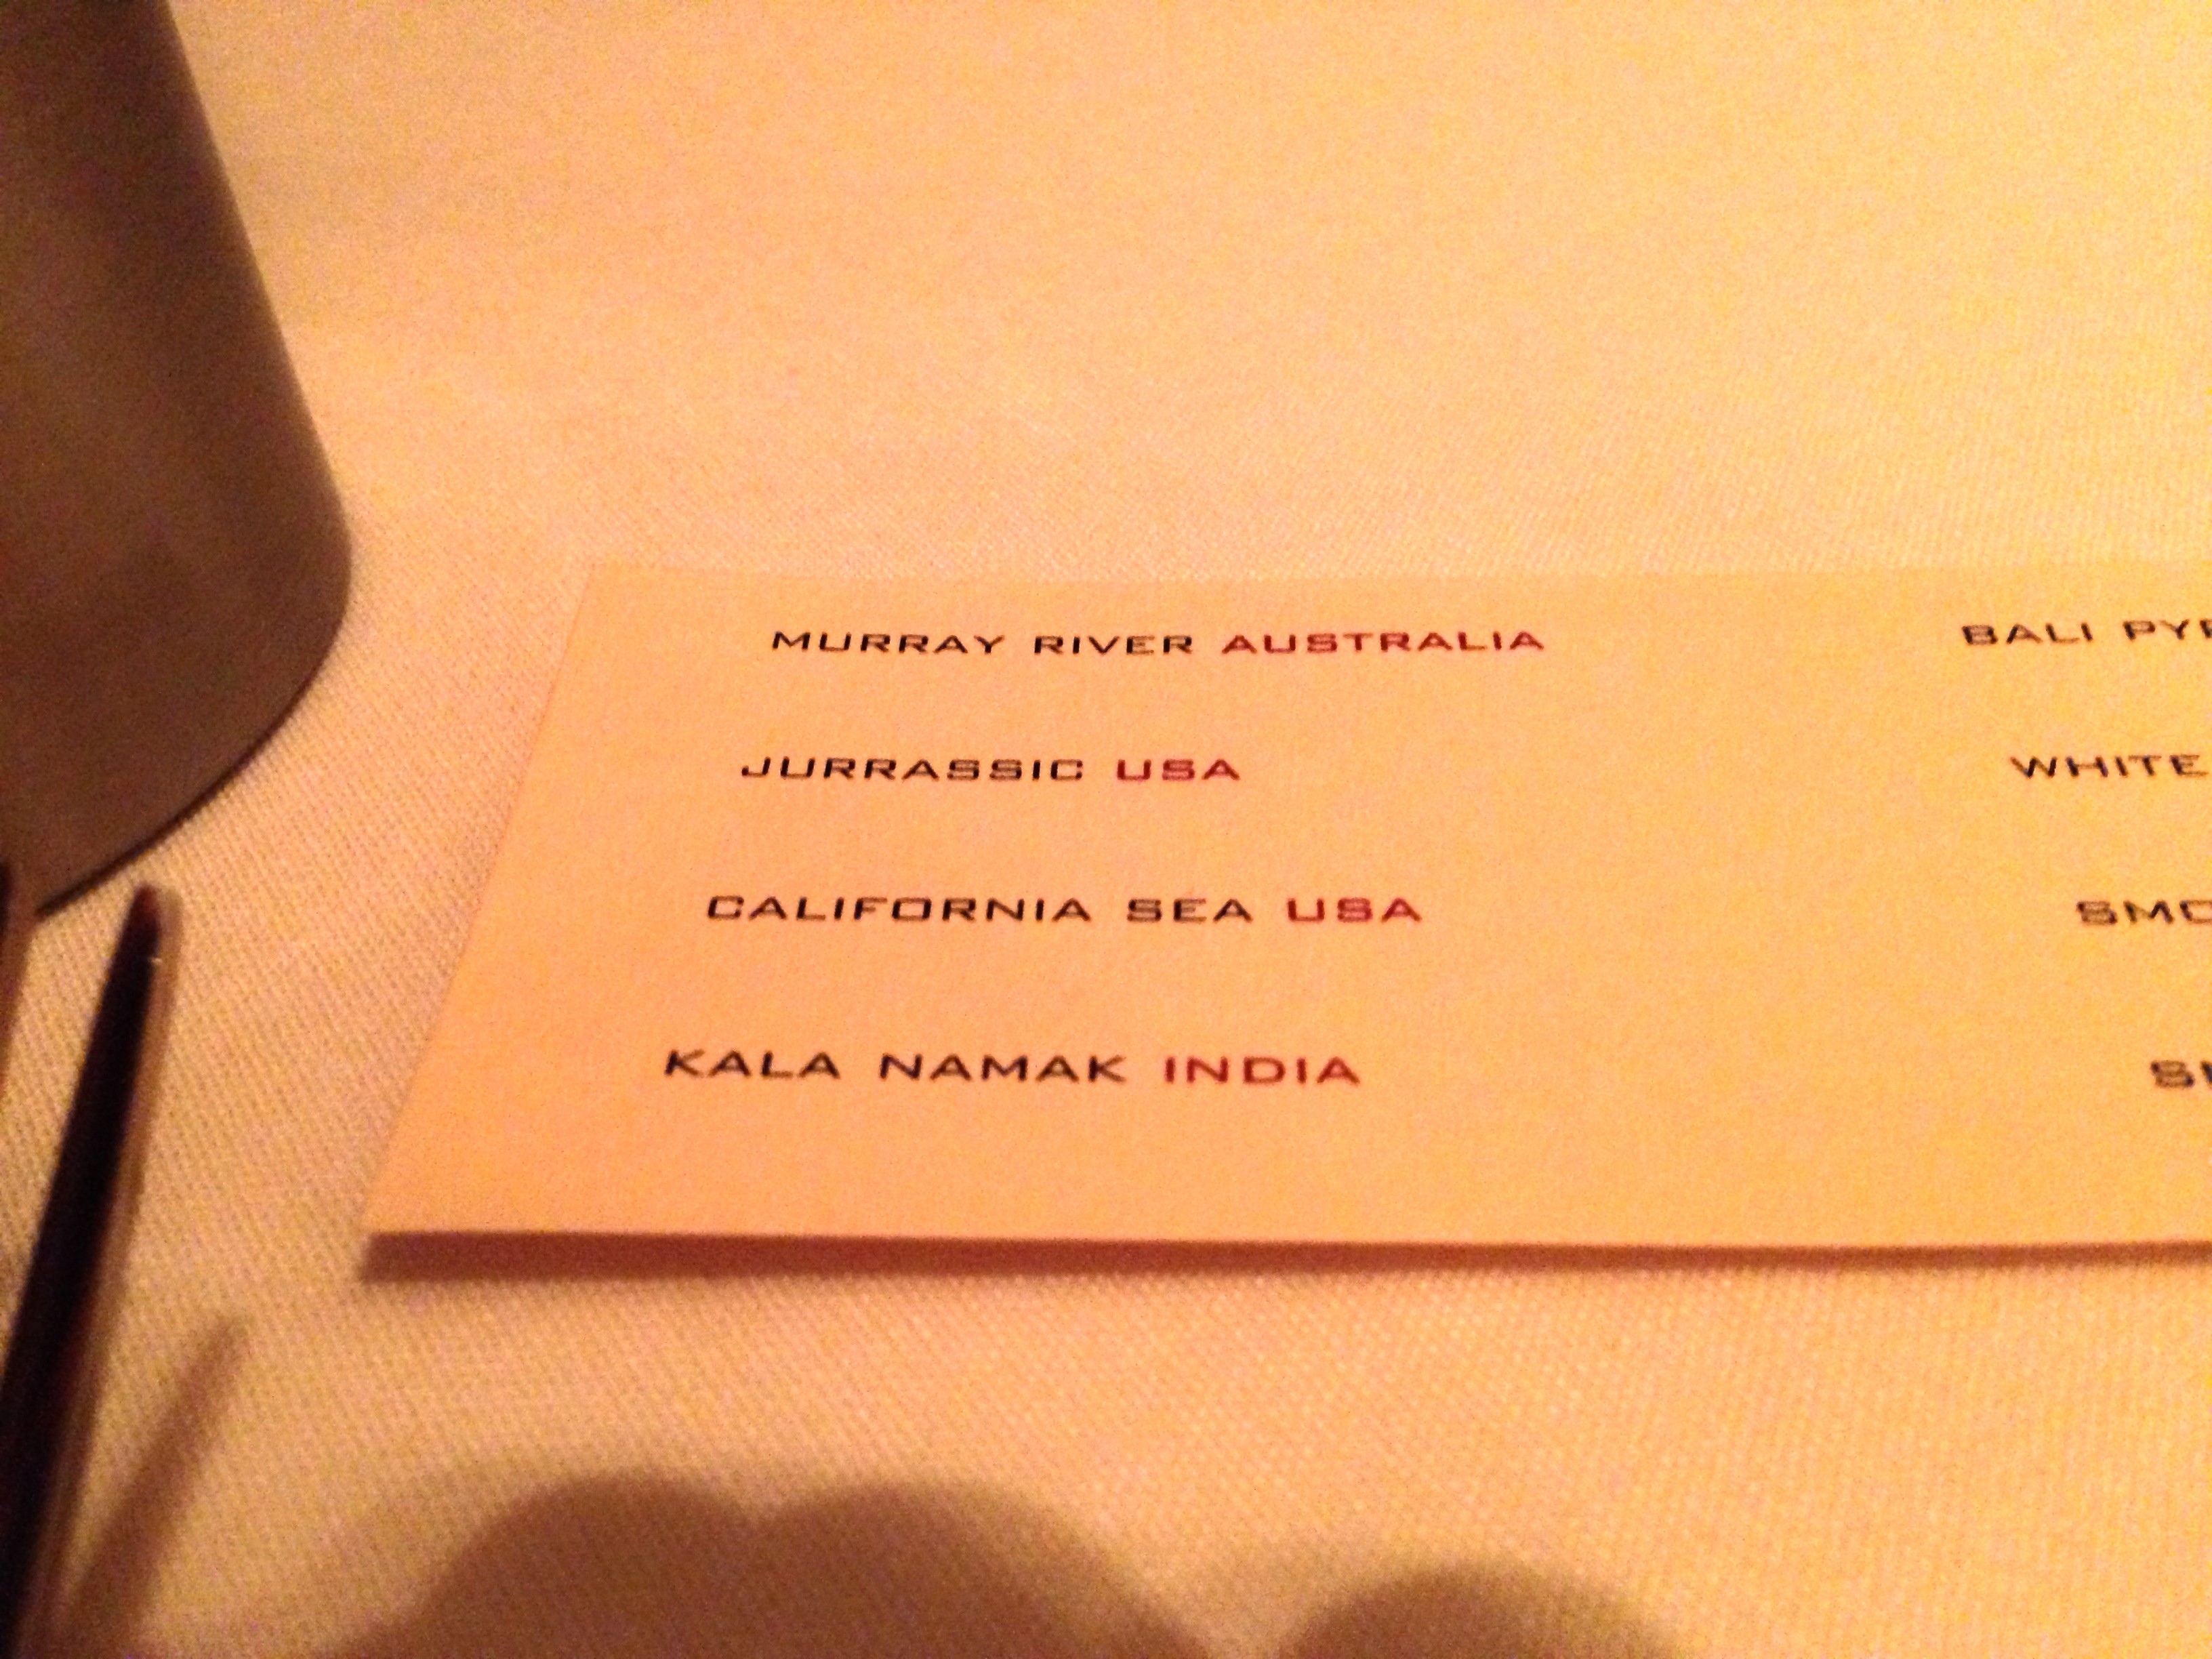 MURRAY RIVER AUSTRALIA
JURRASSIC USA
CALIFORNIA SEA USA
KALA NAMAK INDIA
BALI
WHITE